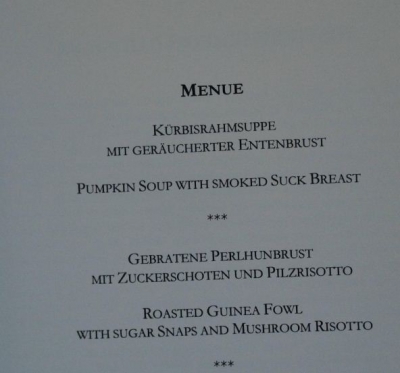 MENUE
KÜRBISRAHMSUPPE
MIT GERÄUCHERTER ENTENBRUST
PUMPKIN SOUP WITH SMOKED SUCK BREAST
***
GEBRATENE PERLHUNBRUST
MIT ZUCKERSCHOTEN UND PILZRISOTTO
ROASTED GUINEA FOWL
WITH SUGAR SNAPS AND MUSHROOM RISOTTO
***